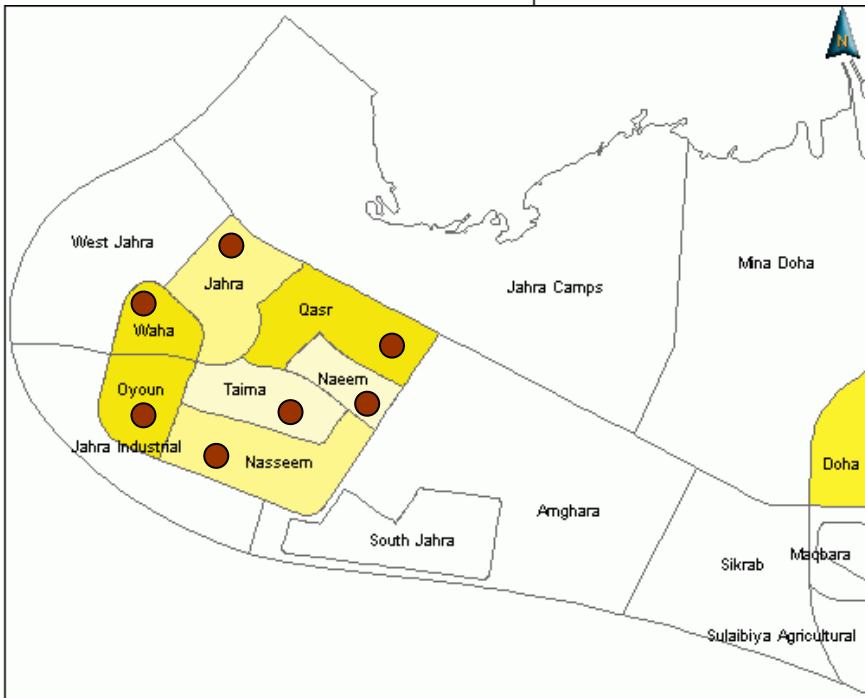 N
West Jahra
Mina Doha
Jahra
Jahra Camps
Qasr
Waha
Naeem
Oyoun
Taima
Jahra Industrial
Nasseem
Doha
Amghara
South Jahra
Maqbara
Sikrab
Sulaibiya Agricultural